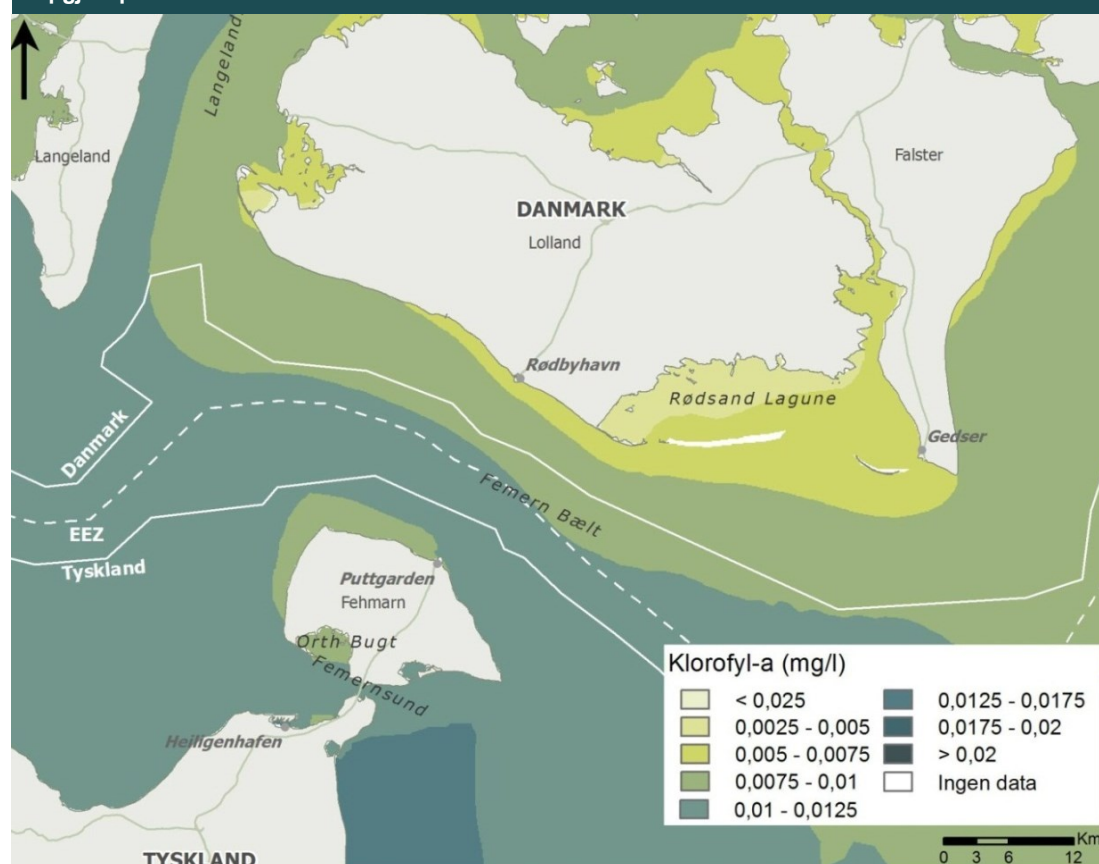 Langeland
Langeland
Falster
DANMARK
Lolland
Rødbyhavn
Rødsand Lagune
Gedser
Danmark
Femern Bælt
EEZ
Tyskland
Puttgarden
Fehmarn
Orth Bugt
Femernsund
Heiligenhafen
TYSKLAND
Klorofyl-a (mg/l)
< 0,025
0,0025 - 0,005
0,005 - 0,0075
0,0075 - 0,01
0,01 - 0,0125
0,0125 - 0,0175
0,0175 - 0,02
> 0,02
Ingen data
Km
0 3 6 12